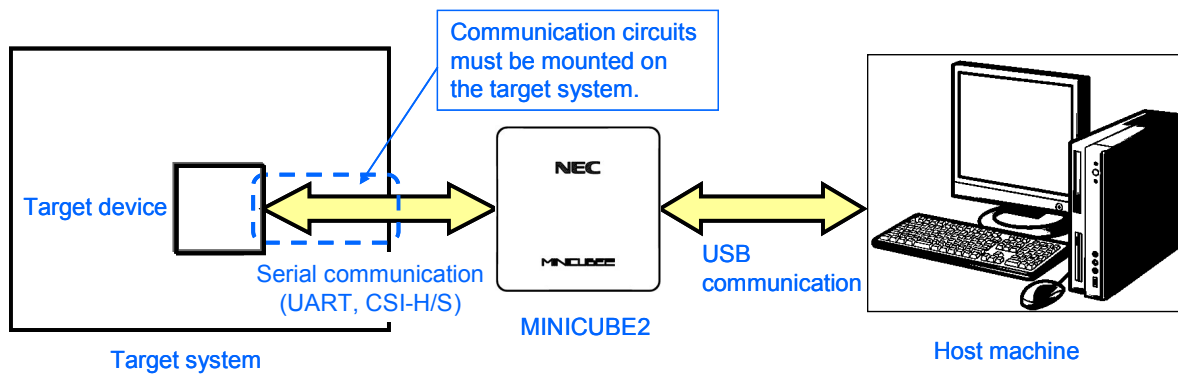 Communication circuits
must be mounted on
the target system.
NEC
Target device
MINICUBE2
USB
communication
Serial communication
(UART, CSI-H/S)
MINICUBE2
Host machine
Target system